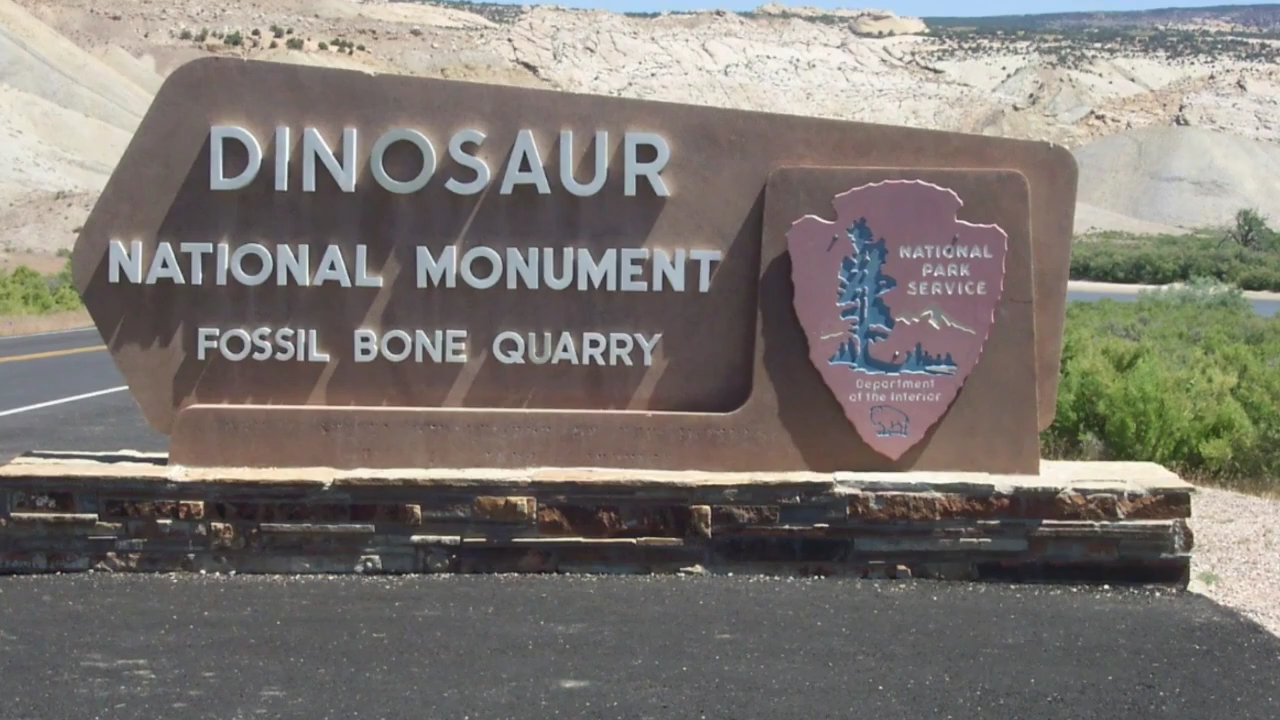 DINOSAUR
NATIONAL MONUMENT
FOSSIL BONE QUARRY
NATIONAL
PARK
SERVICE
Department
of the Interior